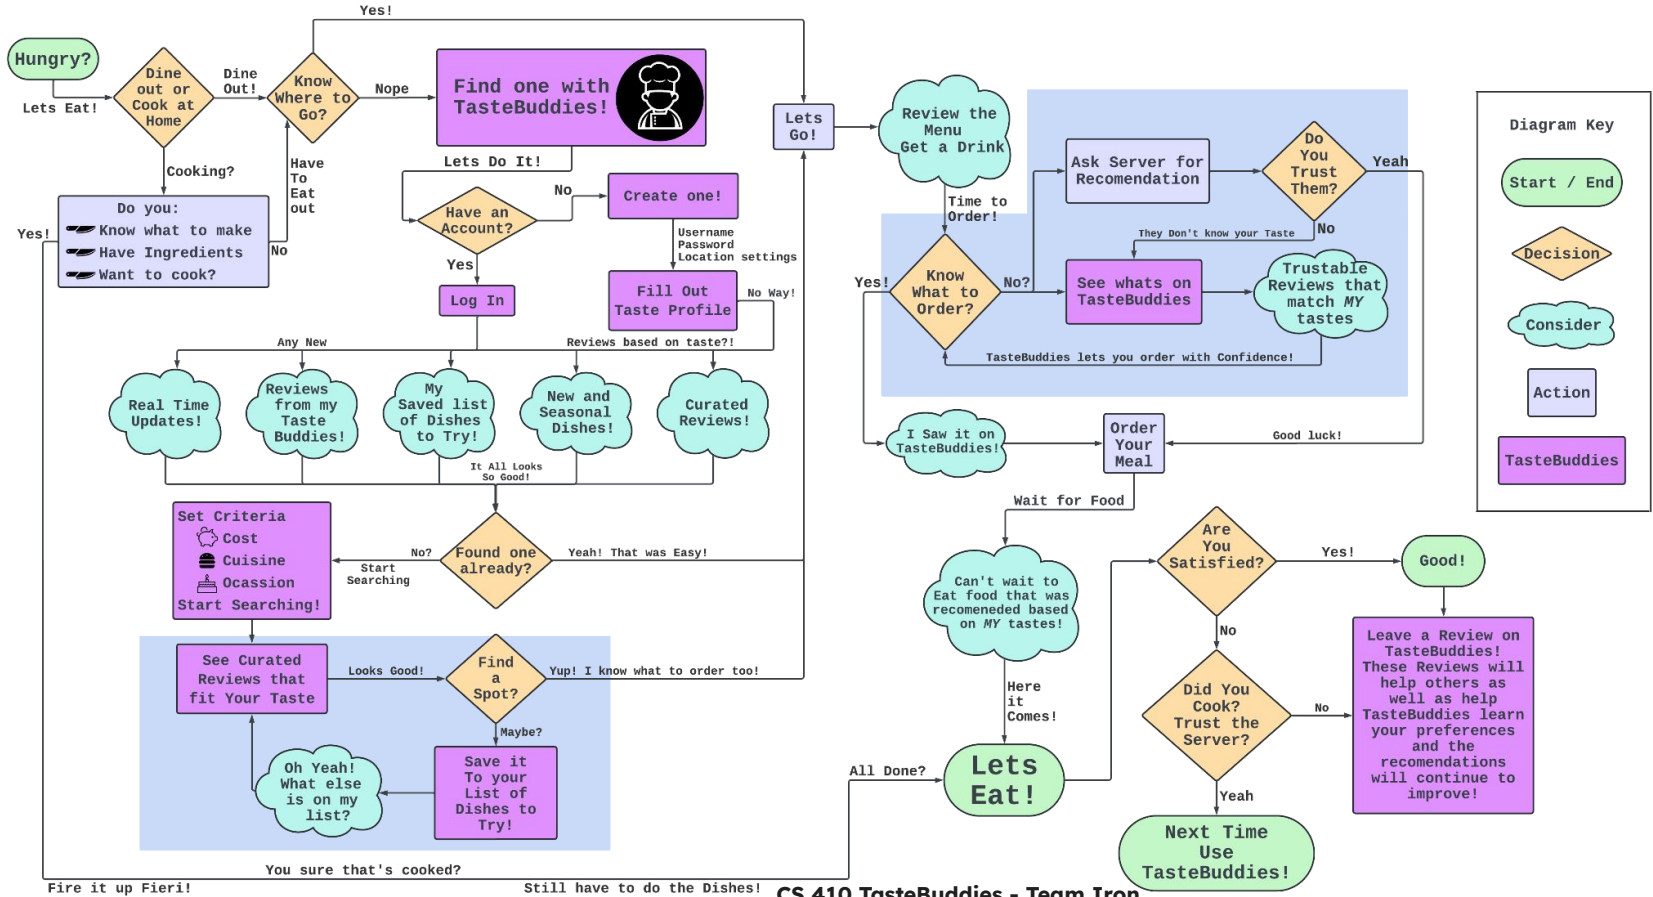 Yes!
Hungry?
Lets Eat!
Dine
out or
Cook at
Home
Dine
Out!
Know
Where to
Go?
Nope
Find one with
TasteBuddies!
Lets
Go!
Cooking?
Have
To
Eat
out
Do you:
Know what to make
Have Ingredients
Want to cook?
Yes!
No
Lets Do It!
Have an
Account?
No
Create one!
Username
Password
Location settings
Yes
Log In
Fill Out
Taste Profile
No Way!
Any New
Reviews based on taste?!
Real Time
Updates!
Reviews
from my
Taste
Buddies!
My
Saved list
of Dishes
to Try!
New and
Seasonal
Dishes!
Curated
Reviews!
It All Looks
So Good!
Found one
already?
No?
Start
Searching
Yeah! That was Easy!
Set Criteria
Cost
Cuisine
Ocassion
Start Searching!
See Curated
Reviews that
fit Your Taste
Looks Good!
Find
a
Spot?
Yup! I know what to order too!
Maybe?
Save it
To your
List of
Dishes to
Try!
Oh Yeah!
What else
is on my
list?
You sure that's cooked?
Fire it up Fieri!
Still have to do the Dishes!
All Done?
Review the
Menu
Get a Drink
Time to
Order!
Know
What to
Order?
Yes!
No?
Ask Server for
Recomendation
Do
You
Trust
Them?
Yeah
No
They Don't know your Taste
See whats on
TasteBuddies
Trustable
Reviews that
match MY
tastes
TasteBuddies lets you order with Confidence!
I Saw it on
TasteBuddies!
Order
Your
Meal
Good luck!
Wait for Food
Can't wait to
Eat food that was
recomeneded based
on MY tastes!
Here
it
Comes!
Lets
Eat!
Are
You
Satisfied?
Yes!
Good!
No
Did You
Cook?
Trust the
Server?
No
Yeah
Next Time
Use
TasteBuddies!
Leave a Review on
TasteBuddies!
These Reviews will
help others as
well as help
TasteBuddies learn
your preferences
and the
recomendations
will continue to
improve!
Diagram Key
Start / End
Decision
Consider
Action
TasteBuddies
CS 410 TasteBuddies - Team Iron